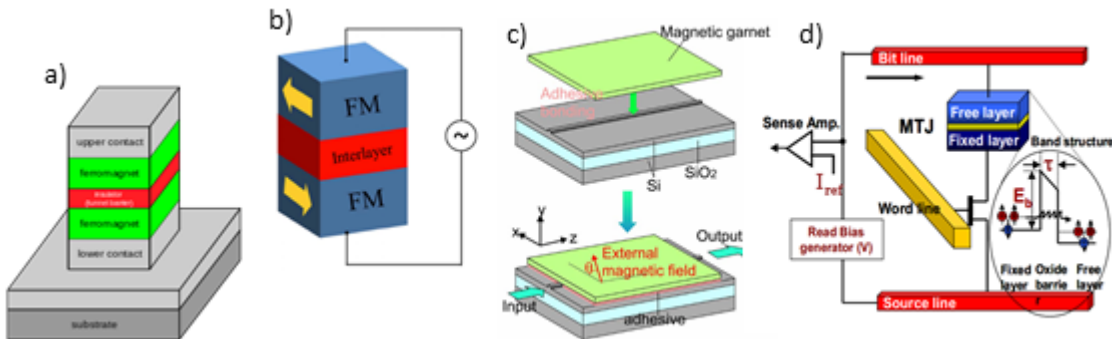 a)
upper contact
ferromagnet
insulator
(tunnel barrier)
ferromagnet
lower contact
substrate
b)
FM
Interlayer
FM
~
c)
Magnetic garnet
Adhesive
bonding
Si
SiO2
y
x
z
Output
θ
External
magnetic field
Input
adhesive
d)
Bit line
Free layer
MTJ
Fixed layer
Sense Amp.
Band structure
τ
Iref
Eb
Word line
Read Bias
generator (V)
Fixed Oxide Free
layer barrie layer
r
Source line